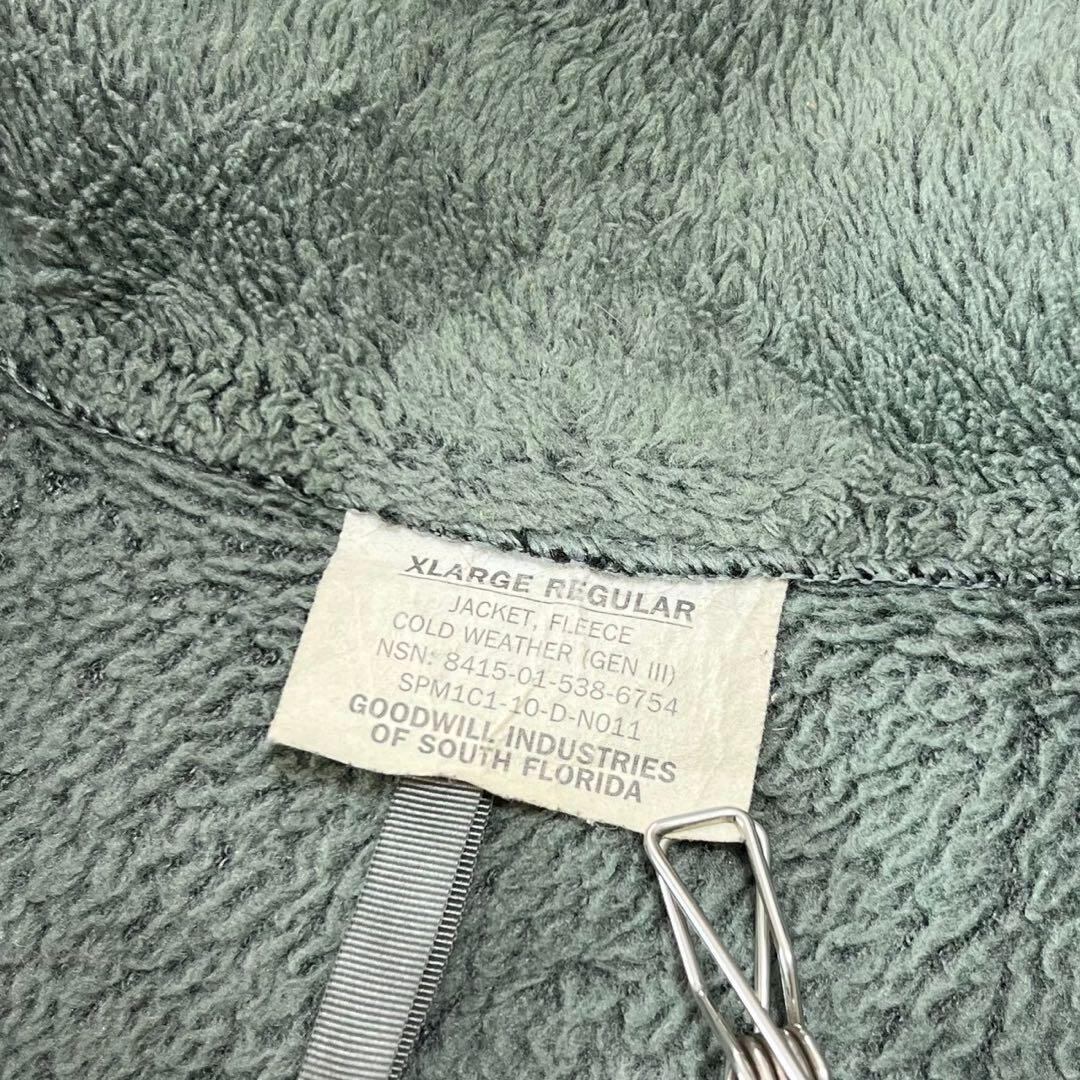 XLARGE REGULAR
JACKET, FLEECE
COLD WEATHER (GEN III)
NSN: 8415-01-538-6754
SPM1C1-10-D-N011
GOODWILL INDUSTRIES
OF SOUTH FLORIDA